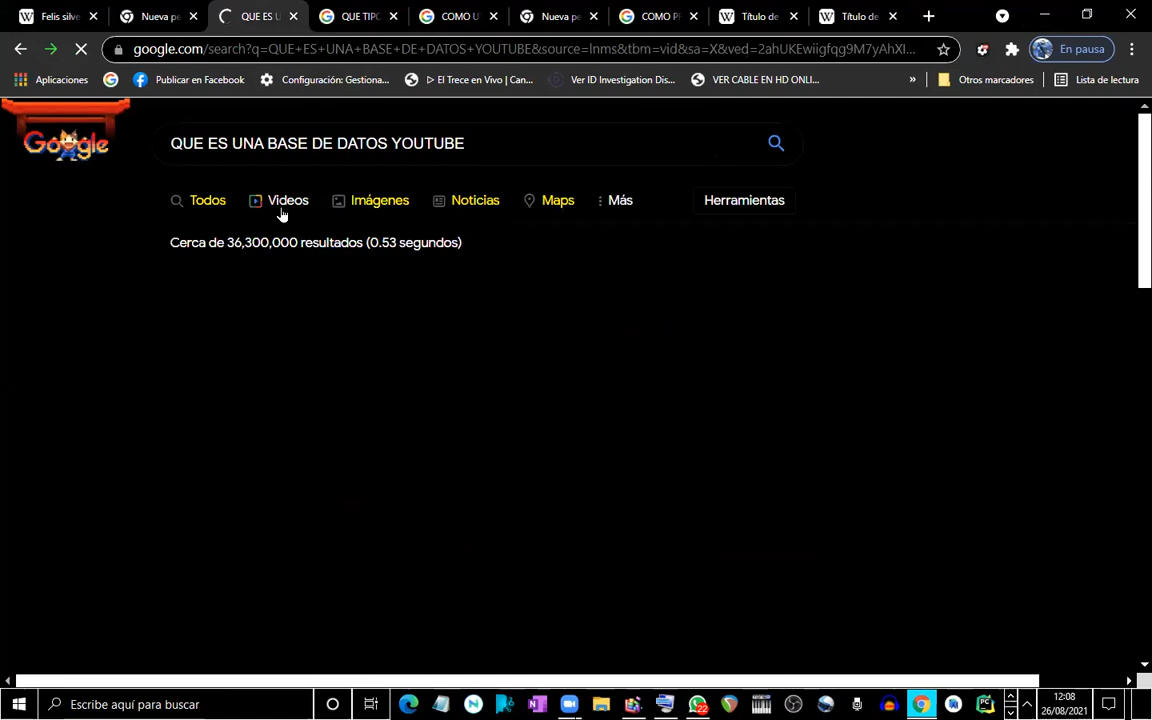 Felis silve
Nueva pe
QUE ES U
QUE TIPO
COMO U
Nueva pe
COMO P
Título de
Título de
google.com/search?q=QUE+ES+UNA+BASE+DE+DATOS+YOUTUBE&source=lnms&tbm=vid&sa=X&ved=2ahUKEwiigfqg9M7yAhXI...
En pausa
Aplicaciones
Publicar en Facebook
Configuración: Gestiona...
▷ El Trece en Vivo | Can...
Ver ID Investigation Dis...
VER CABLE EN HD ONLI...
»
Otros marcadores
Lista de lectura
Google
QUE ES UNA BASE DE DATOS YOUTUBE
Todos
Videos
Imágenes
Noticias
Maps
Más
Herramientas
Cerca de 36,300,000 resultados (0.53 segundos)
Escribe aquí para buscar
22
PC
12:08
26/08/2021